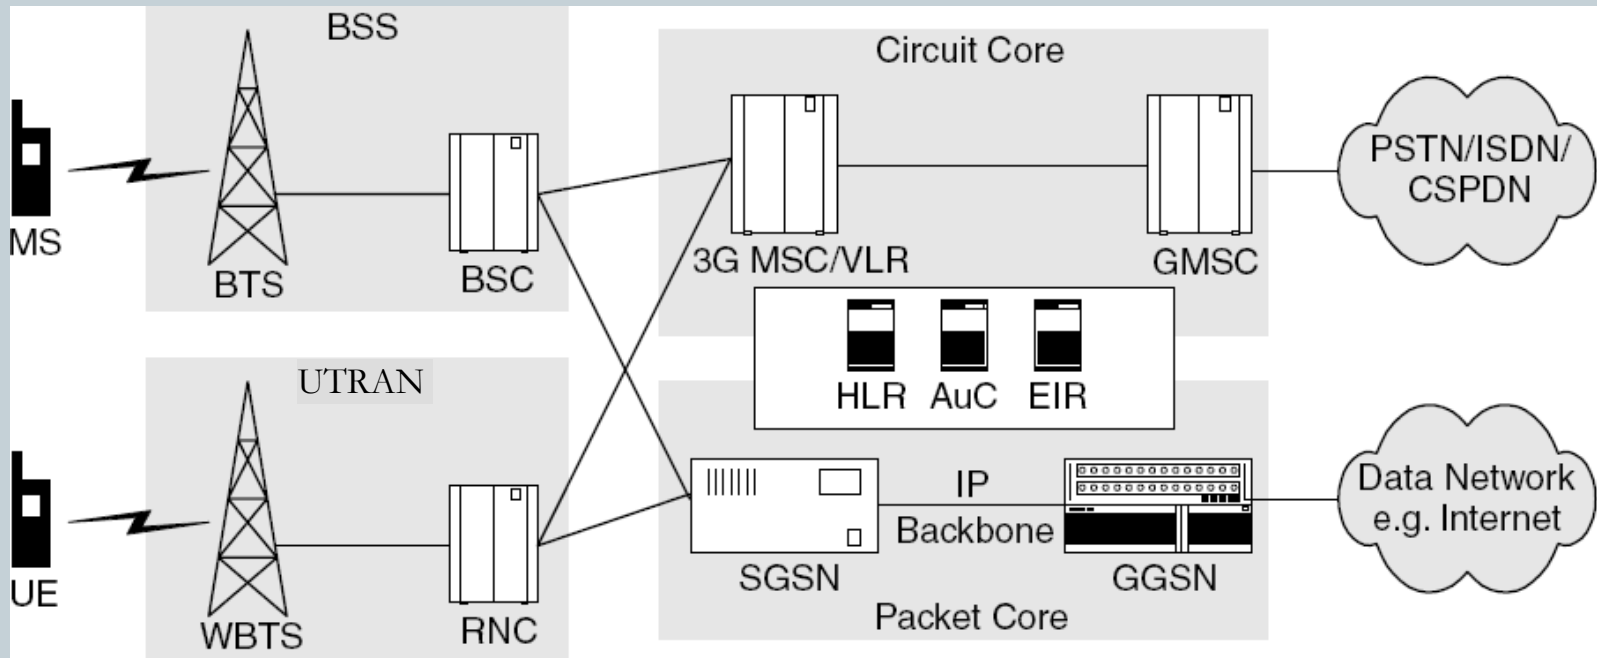 BSS
Circuit Core
MS
BTS
BSC
3G MSC/VLR
GMSC
PSTN/ISDN/
CSPDN
HLR
AuC
EIR
UTRAN
UE
WBTS
RNC
SGSN
IP
Backbone
GGSN
Packet Core
Data Network
e.g. Internet